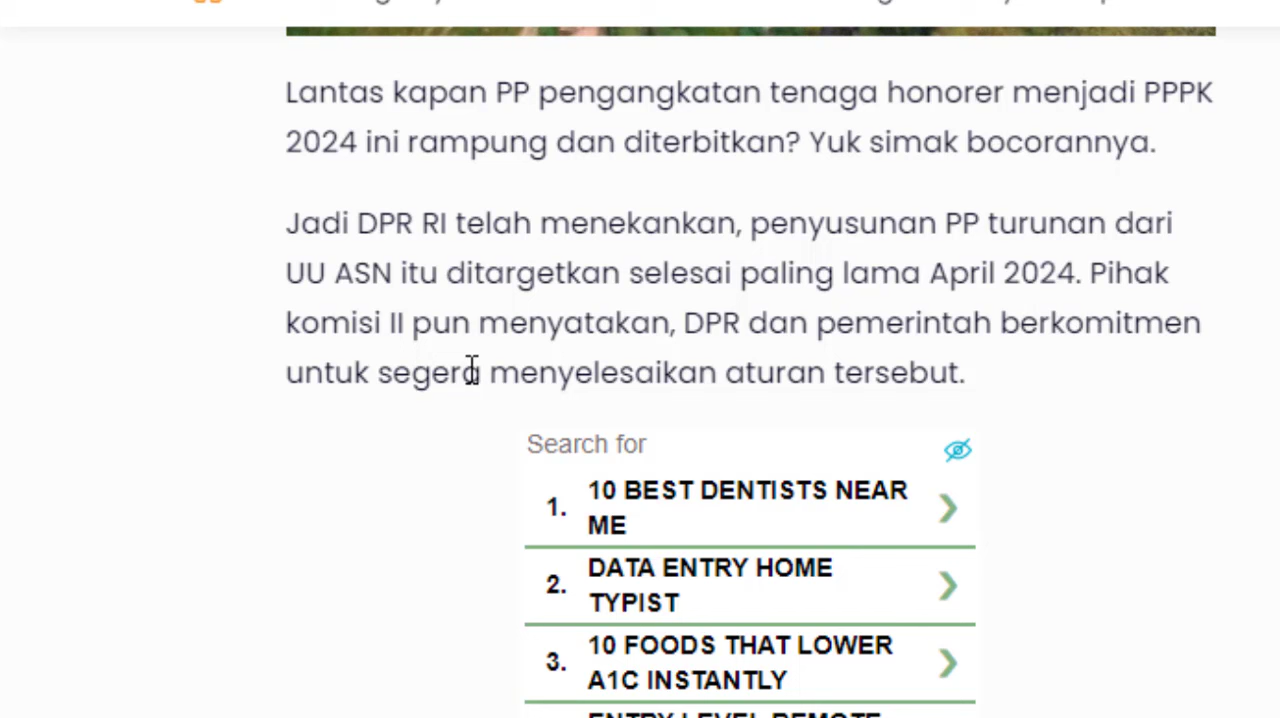 Lantas kapan PP pengangkatan tenaga honorer menjadi PPPK
2024 ini rampung dan diterbitkan? Yuk simak bocorannya.
Jadi DPR RI telah menekankan, penyusunan PP turunan dari
UU ASN itu ditargetkan selesai paling lama April 2024. Pihak
komisi II pun menyatakan, DPR dan pemerintah berkomitmen
untuk segera menyelesaikan aturan tersebut.
Search for
1. 10 BEST DENTISTS NEAR
ME
2. DATA ENTRY HOME
TYPIST
3. 10 FOODS THAT LOWER
A1C INSTANTLY
ENTRY LEVEL REMOTE